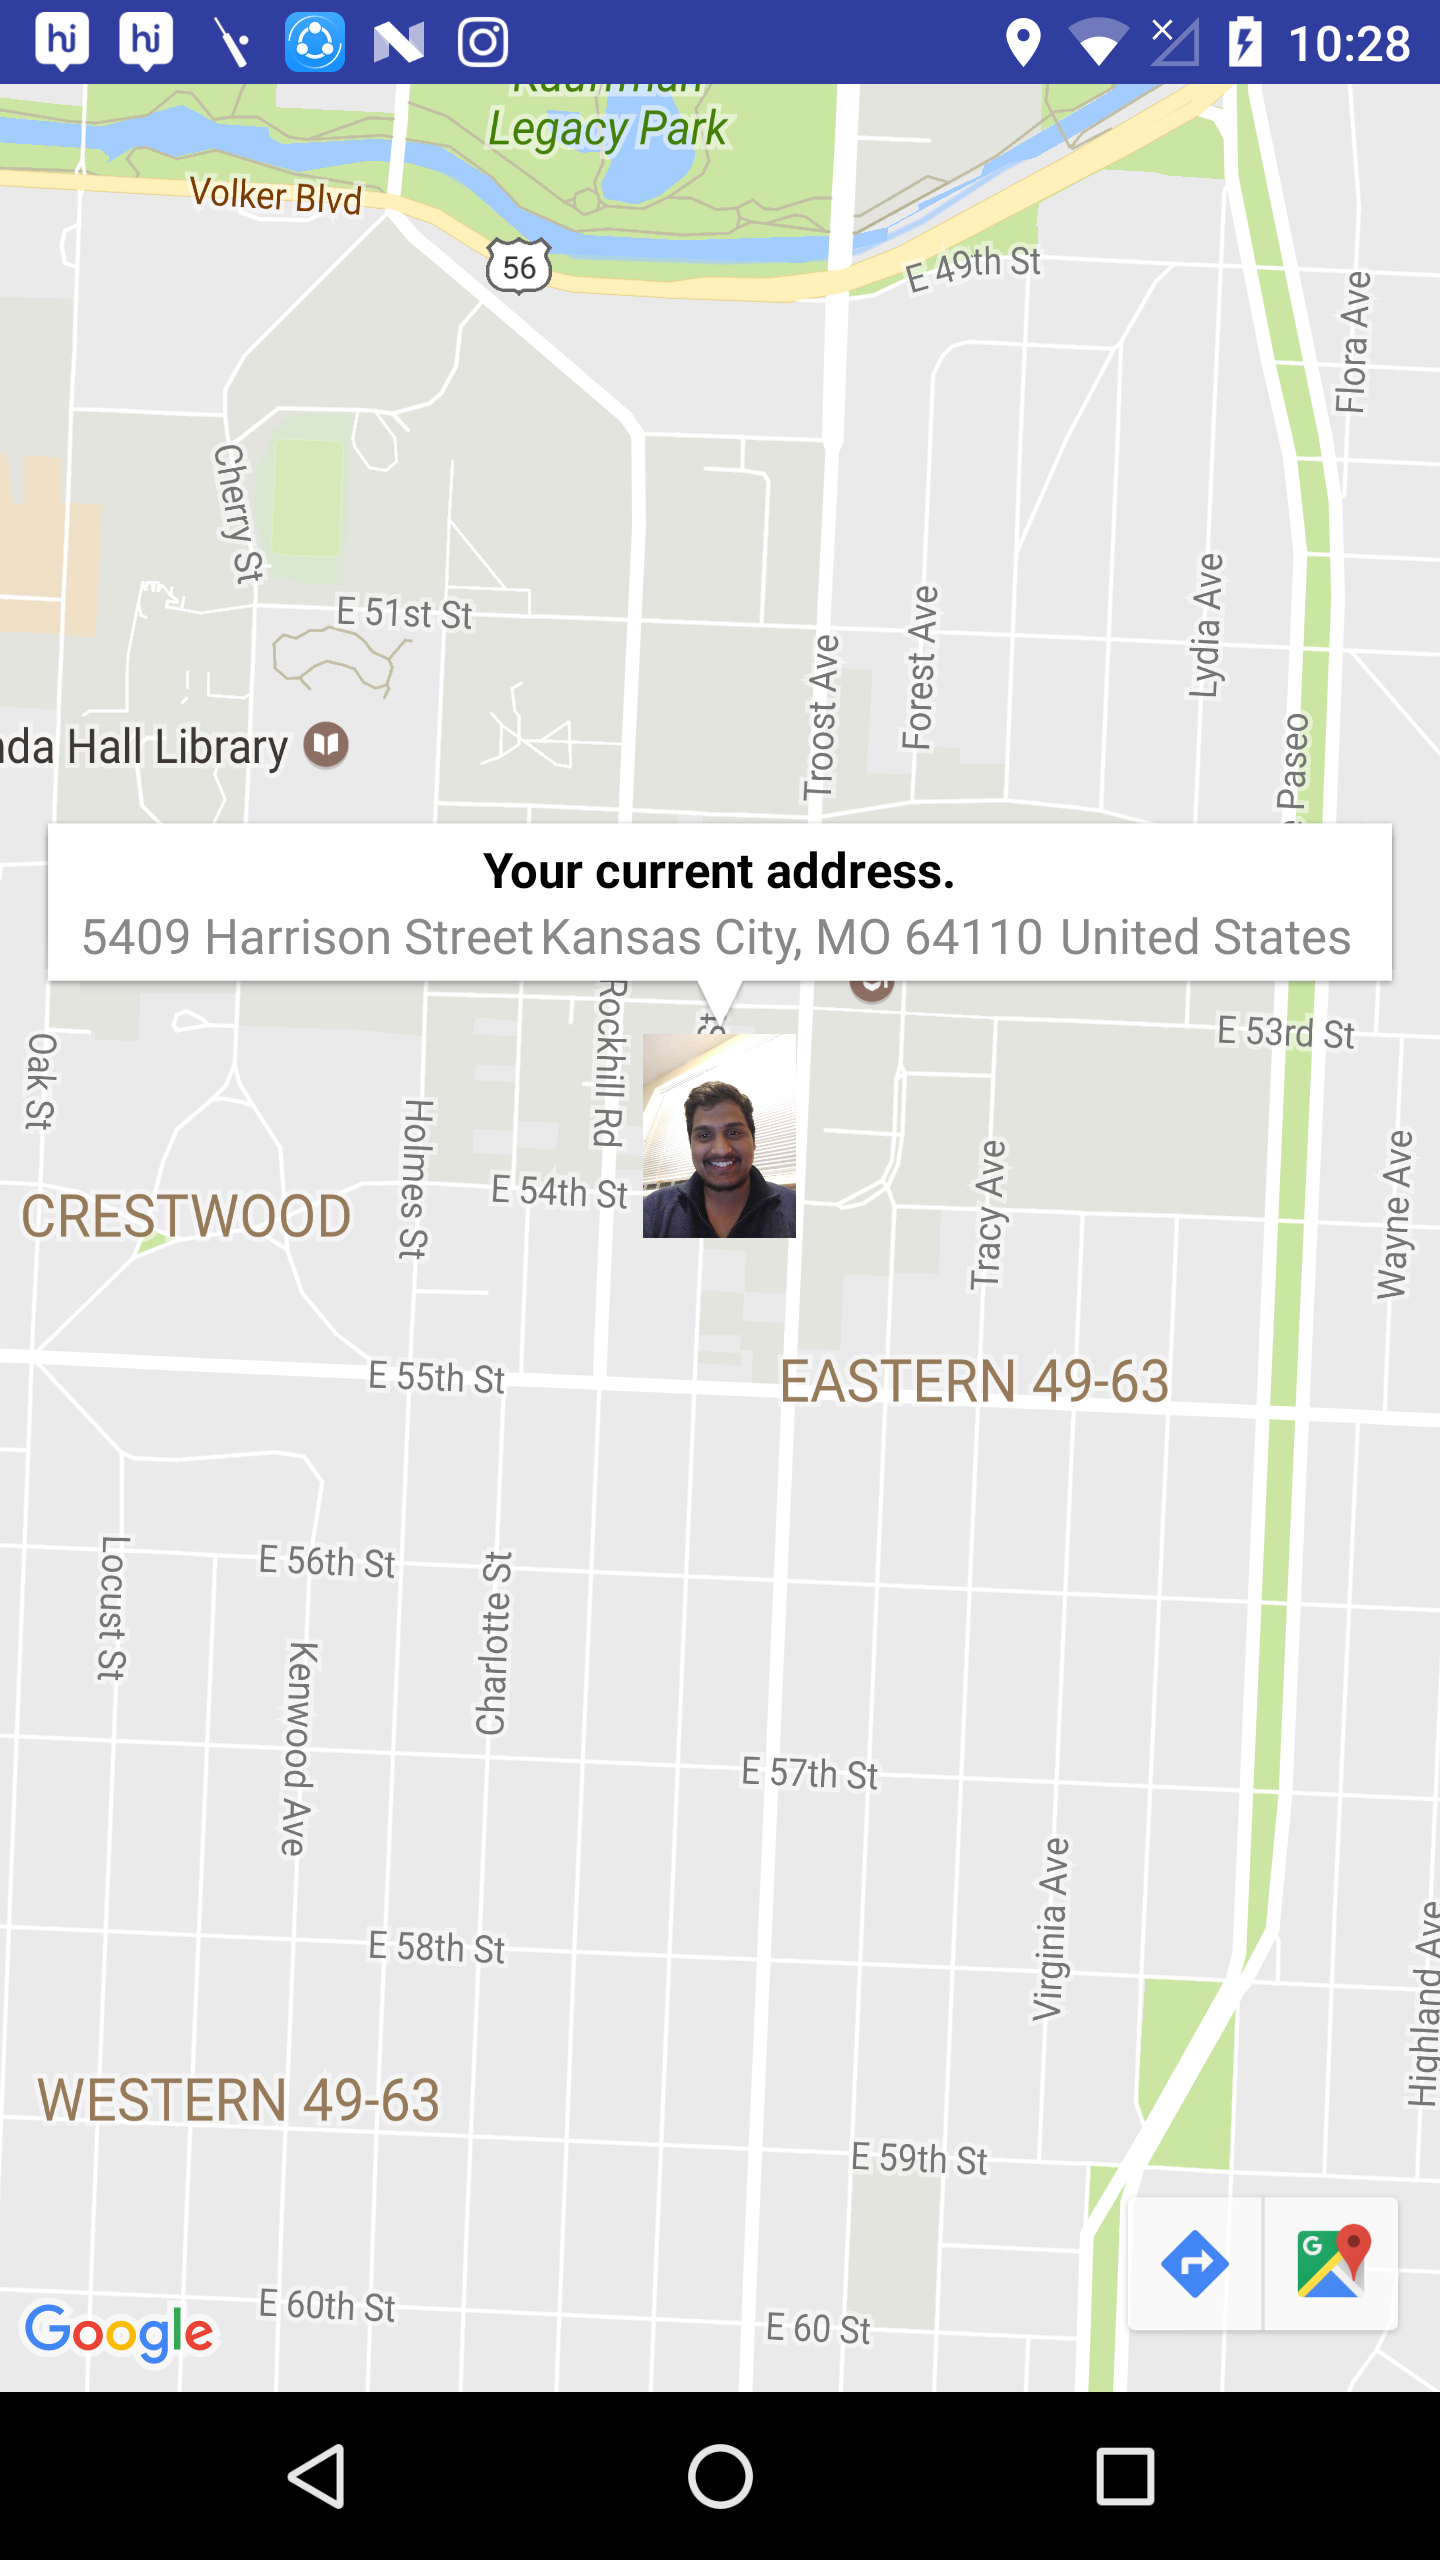 hi hi 10:28
Legacy Park
Volker Blvd
56
E 49th St
Flora Ave
Cherry St
E 51st St
Lydia Ave
Forest Ave
Troost Ave
Hall Library
Paseo
Your current address.
5409 Harrison Street Kansas City, MO 64110 United States
Rockhill Rd
E 53rd St
Oak St
Holmes St
Tracy Ave
Wayne Ave
E 54th St
CRESTWOOD
E 55th St
EASTERN 49-63
Locust St
E 56th St
Charlotte St
Kenwood Ave
E 57th St
Virginia Ave
E 58th St
Highland Ave
WESTERN 49-63
E 59th St
G
E 60th St
E 60 St
Google